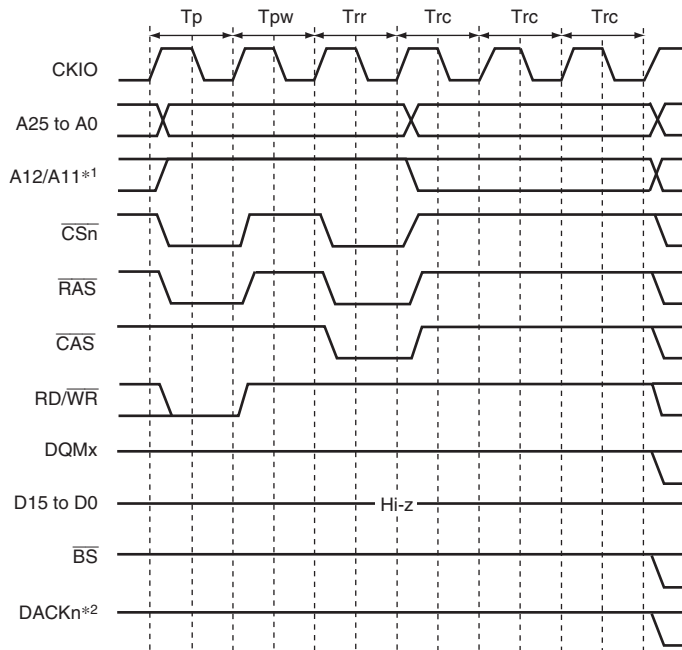 Tp Tpw Trr Trc Trc Trc
CKIO
A25 to A0
A12/A11*1
CSn
RAS
CAS
RD/WR
DQMx
D15 to D0
Hi-z
BS
DACKn*2